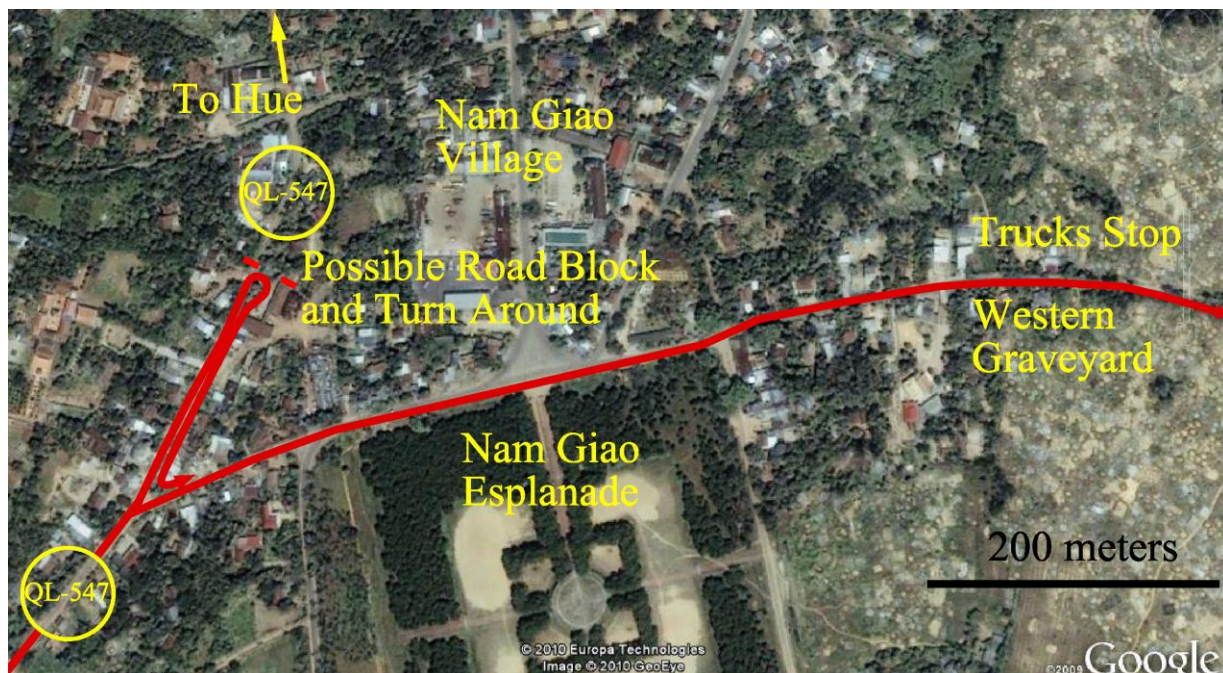 To Hue
Nam Giao
Village
QL-547
Possible Road Block
and Turn Around
Trucks Stop
Western
Graveyard
Nam Giao
Esplanade
200 meters
QL-547
© 2010 Europa Technologies
Image © 2010 GeoEye
©2009 Google